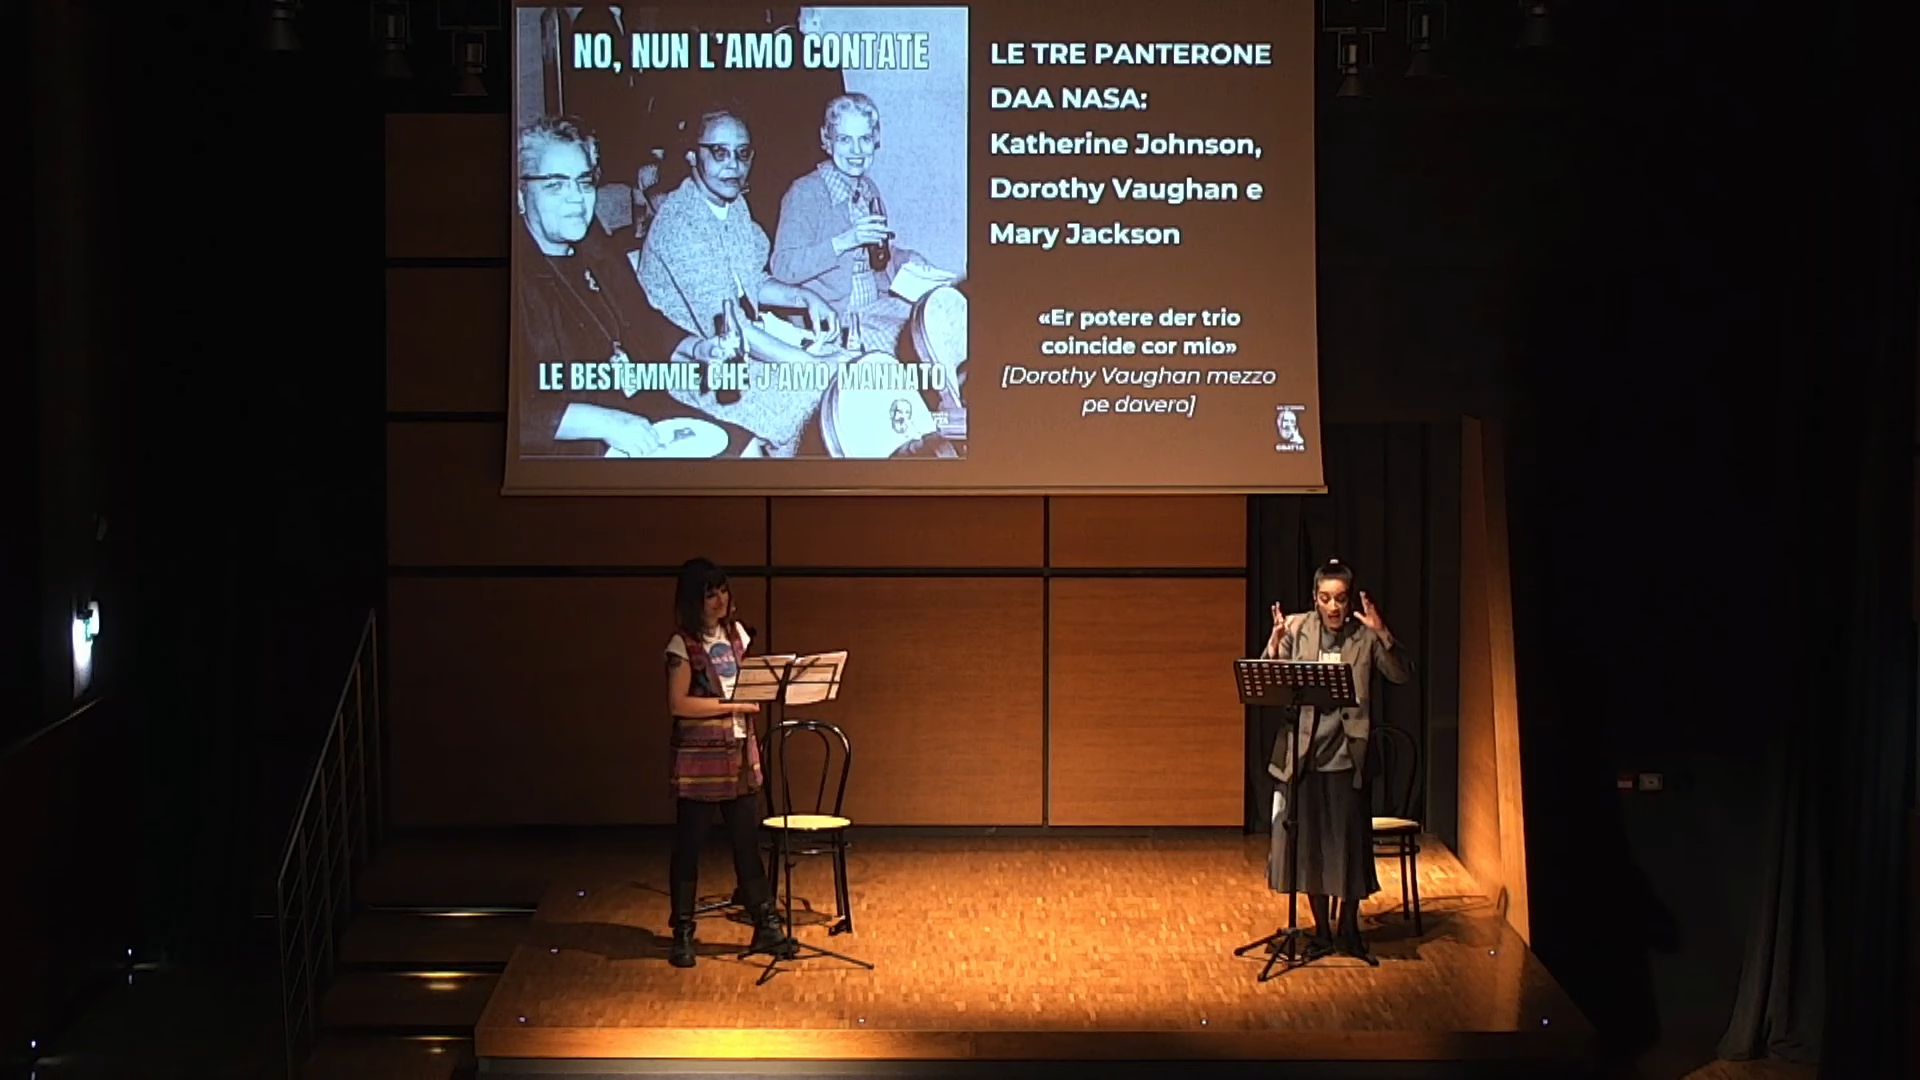 NO, NUN L'AMO CONTATE
LE BESTEMMIE CHE J'AMO MANNATO
LE TRE PANTERONE
DAA NASA:
Katherine Johnson,
Dorothy Vaughan e
Mary Jackson
«Er potere der trio
coincide cor mio»
[Dorothy Vaughan mezzo
pe davero]